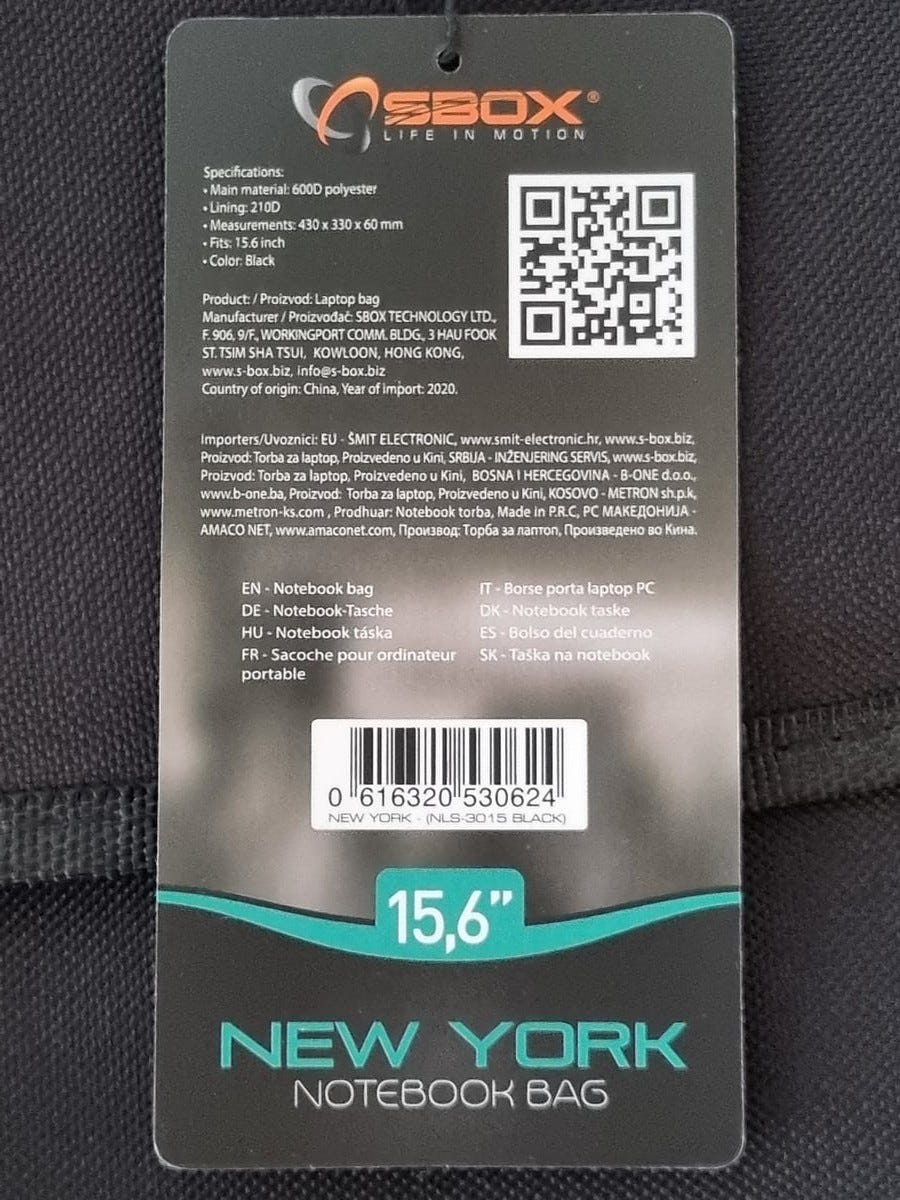 SBOX®
LIFE IN MOTION
Specifications:
• Main material: 600D polyester
• Lining: 210D
• Measurements: 430 x 330 x 60 mm
• Fits: 15.6 inch
• Color: Black
Product: / Proizvod: Laptop bag
Manufacturer / Proizvođač: SBOX TECHNOLOGY LTD.,
F. 906, 9/F., WORKINGPORT COMM. BLDG., 3 HAU FOOK
ST. TSIM SHA TSUI, KOWLOON, HONG KONG,
www.s-box.biz, info@s-box.biz
Country of origin: China, Year of import: 2020.
Importers/Uvoznici: EU - ŠMIT ELECTRONIC, www.smit-electronic.hr, www.s-box.biz,
Proizvod: Torba za laptop, Proizvedeno u Kini, SRBIJA - INŽENJERING SERVIS, www.s-box.biz,
Proizvod: Torba za laptop, Proizvedeno u Kini, BOSNA I HERCEGOVINA - B-ONE d.o.o.,
www.b-one.ba, Proizvod: Torba za laptop, Proizvedeno u Kini, KOSOVO - METRON sh.p.k,
www.metron-ks.com , Prodhuar: Notebook torba, Made in P.R.C, РС МАКЕДОНИЈА -
AMACO NET, www.amaconet.com, Производ: Торба за лаптоп, Произведено во Кина.
EN - Notebook bag
DE - Notebook-Tasche
HU - Notebook táska
FR - Sacoche pour ordinateur
portable
IT - Borse porta laptop PC
DK - Notebook taske
ES - Bolso del cuaderno
SK - Taška na notebook
0 616320 530624
NEW YORK - (NLS-3015 BLACK)
15,6”
NEW YORK
NOTEBOOK BAG